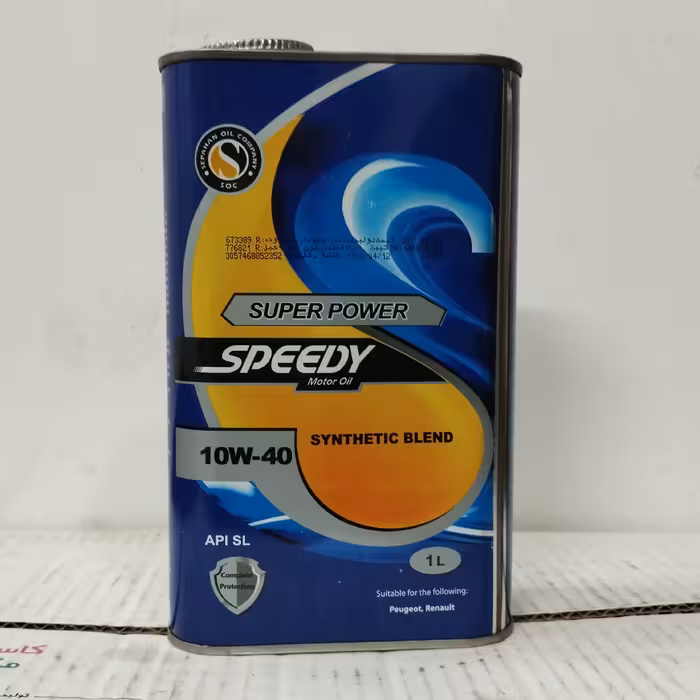 SEPAHAN OIL COMPANY
SOC
673389 R
776821 R
3057468852352
SUPER POWER
SPEEDY
Motor Oil
SYNTHETIC BLEND
10W-40
API SL
Complete
Protection
1 L
Suitable for the following:
Peugeot, Renault